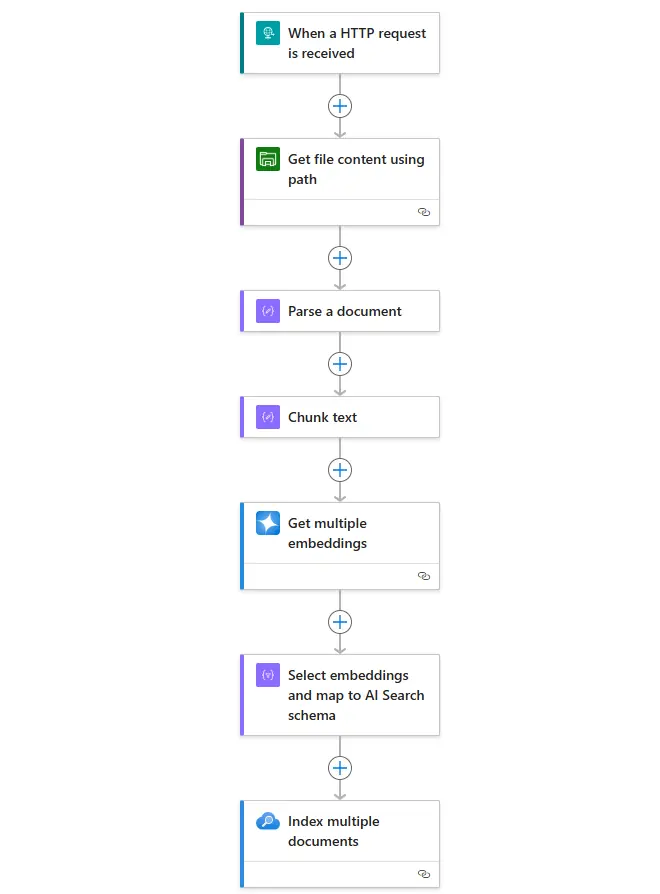 When a HTTP request
is received
Get file content using
path
Parse a document
Chunk text
Get multiple
embeddings
Select embeddings
and map to AI Search
schema
Index multiple
documents